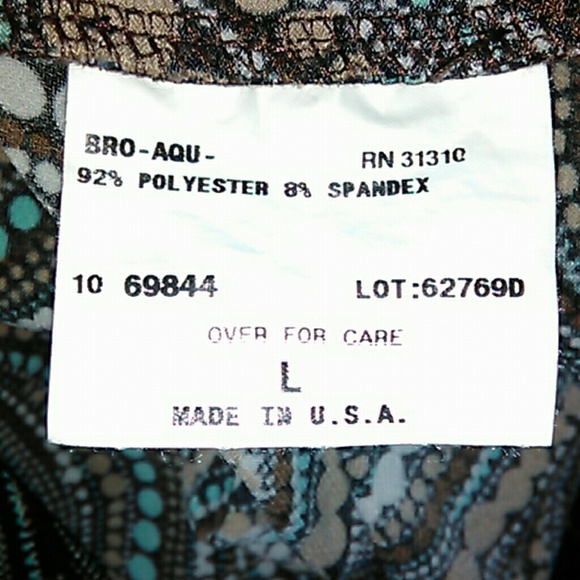 BRO-AQU-
RN 31310
92% POLYESTER 8% SPANDEX
10 69844
LOT:62769D
OVER FOR CARE
L
MADE IN U.S.A.